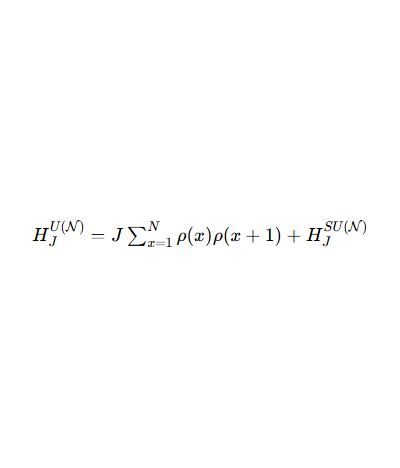 $H_J^{U(\mathcal{N})} = J \sum_{x=1}^{N} \rho(x)\rho(x+1) + H_J^{SU(\mathcal{N})}$